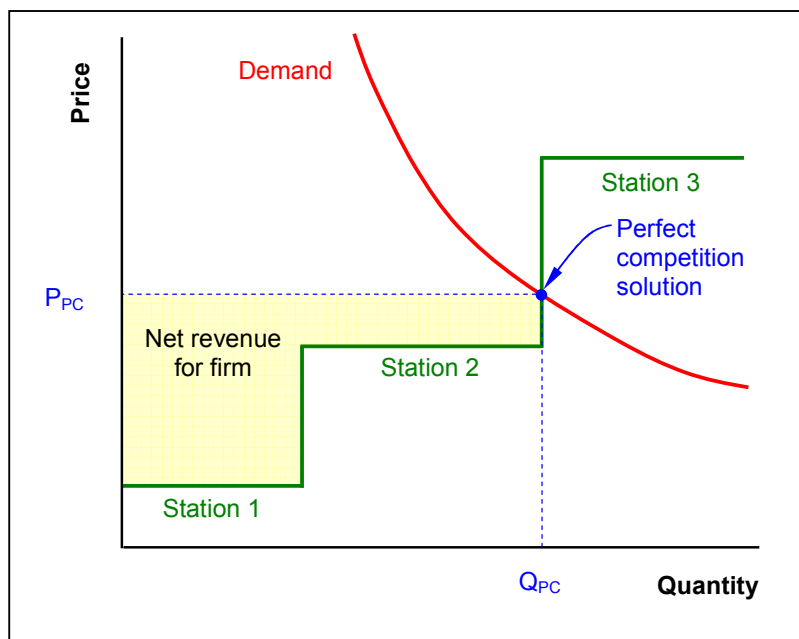 Price
Demand
Station 3
Perfect
competition
solution
P_PC
Net revenue
for firm
Station 2
Station 1
Q_PC
Quantity